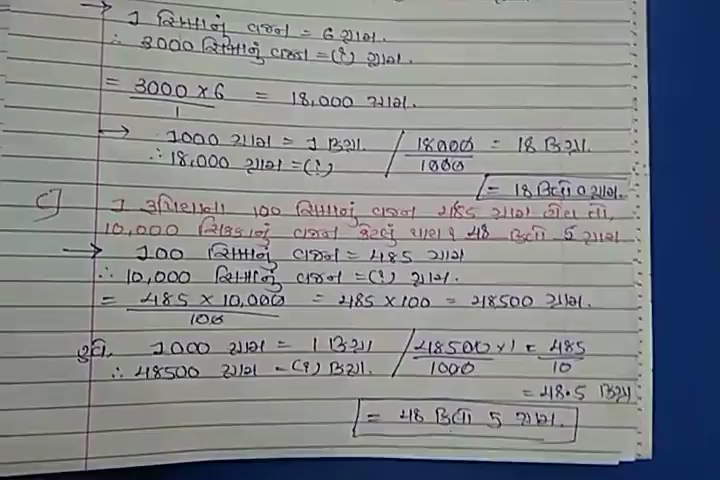 → 1 સિક્કાનું વજન = 6 ગ્રામ.
∴ 3000 સિક્કાનું વજન = (?) ગ્રામ.
= 3000 × 6 / 1 = 18,000 ગ્રામ.
→ 1000 ગ્રામ = 1 કિગ્રા. / 18000 / 1000 = 18 કિગ્રા.
∴ 18,000 ગ્રામ = (?)
= 18 કિલો 0 ગ્રામ.
c] 1 રૂપિયાના 100 સિક્કાનું વજન 485 ગ્રામ હોય તો,
10,000 સિક્કાનું વજન કેટલું થાય? 48 કિલો 5 ગ્રામ
→ 100 સિક્કાનું વજન = 485 ગ્રામ
∴ 10,000 સિક્કાનું વજન = (?) ગ્રામ.
= 485 × 10,000 / 100 = 485 × 100 = 48500 ગ્રામ.
હવે. 1000 ગ્રામ = 1 કિગ્રા / 48500 × 1 / 1000 = 485 / 10
∴ 48500 ગ્રામ = (?) કિગ્રા.
= 48.5 કિગ્રા
= 48 કિલો 5 ગ્રામ.